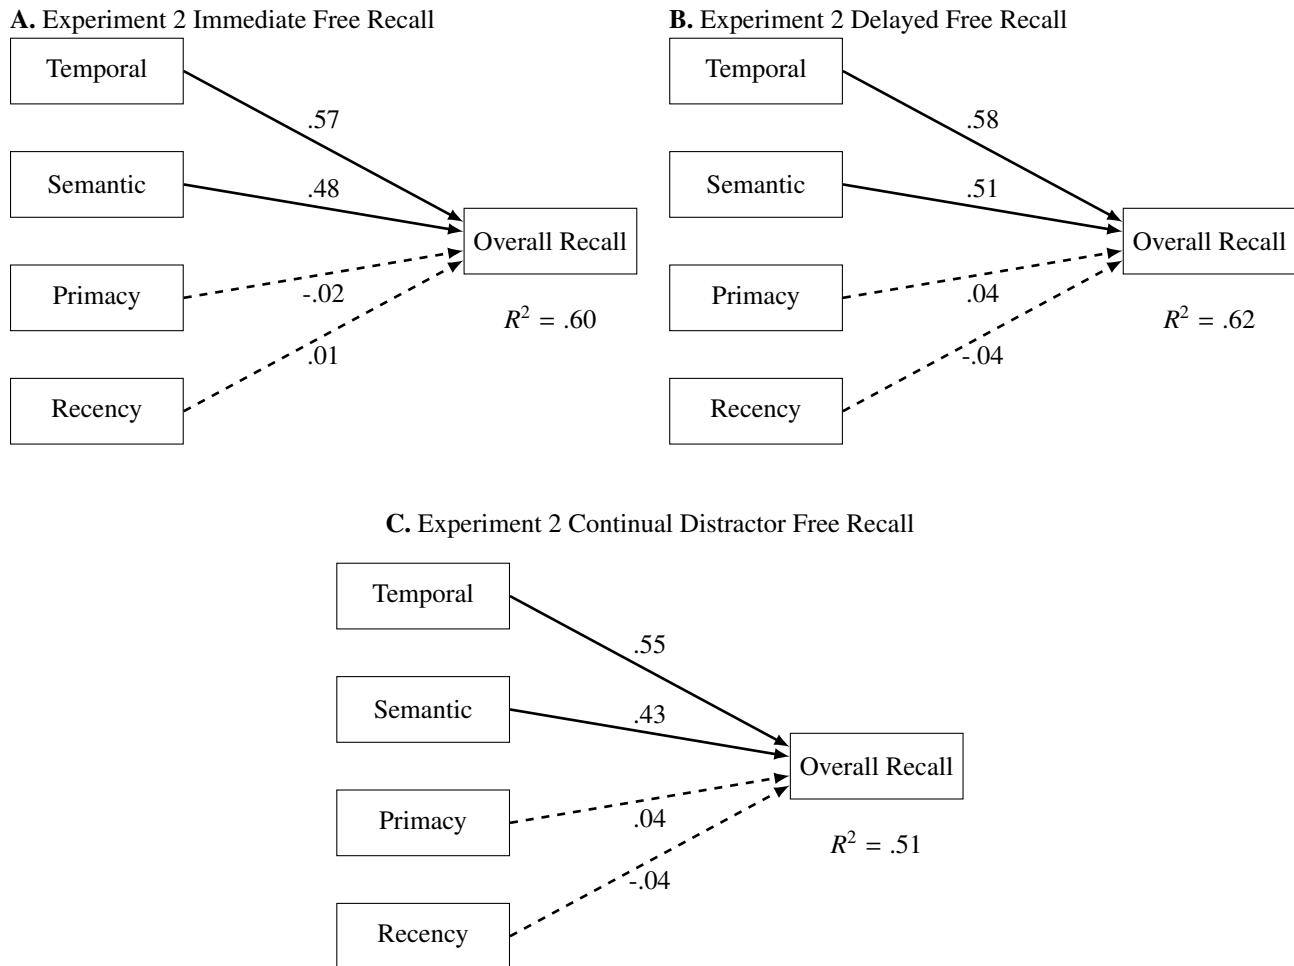 A. Experiment 2 Immediate Free Recall
Temporal
.57
Semantic
.48
Overall Recall
Primacy
-.02
R² = .60
.01
Recency
B. Experiment 2 Delayed Free Recall
Temporal
.58
Semantic
.51
Overall Recall
Primacy
.04
R² = .62
-.04
Recency
C. Experiment 2 Continual Distractor Free Recall
Temporal
.55
Semantic
.43
Overall Recall
Primacy
.04
R² = .51
-.04
Recency